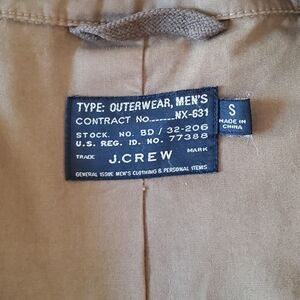 TYPE: OUTERWEAR, MEN'S
CONTRACT NO.......NX-631
STOCK. NO. BD / 32-206
U.S. REG. ID. NO. 77388
TRADE J.CREW MARK
GENERAL ISSUE MEN'S CLOTHING & PERSONAL ITEMS
S
MADE IN
CHINA